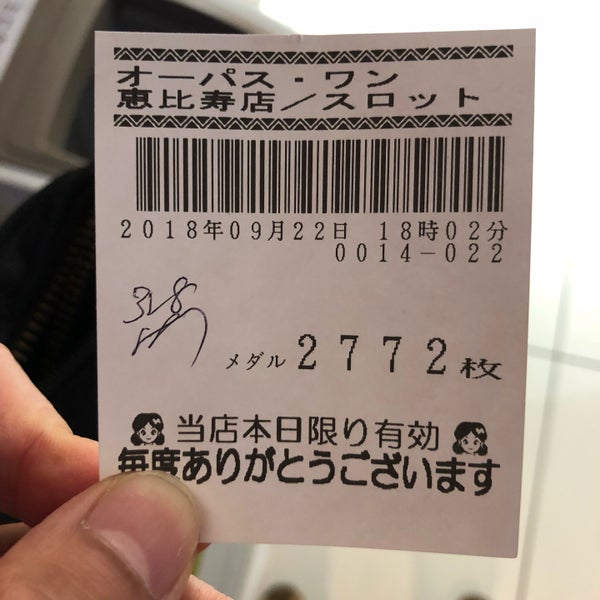 オーパス・ワン
恵比寿店／スロット
2018年09月22日 18時02分
0014-022
328
メダル 2772枚
当店本日限り有効
毎度ありがとうございます